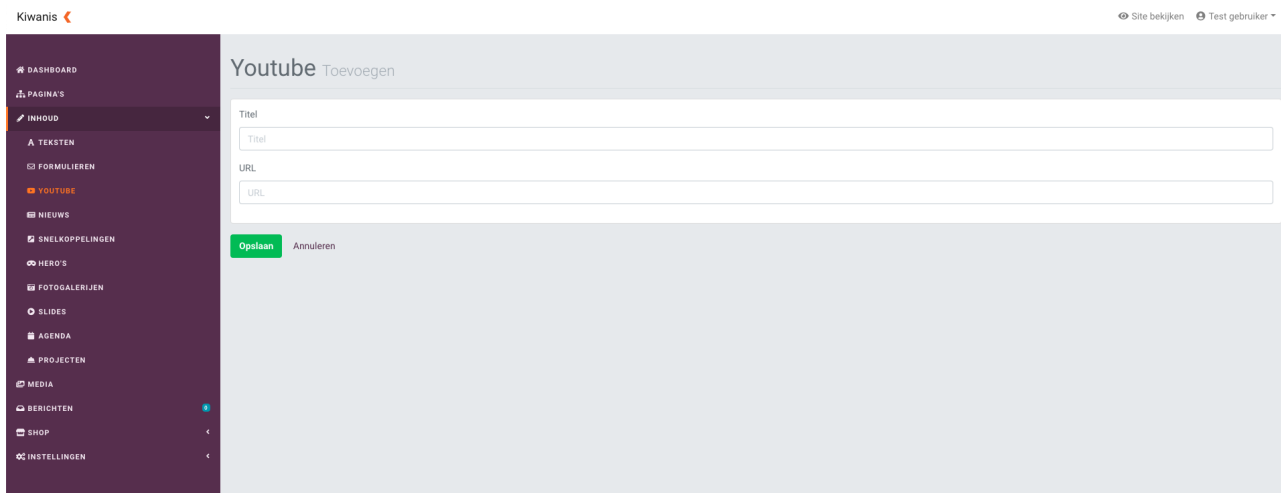 Kiwanis
Site bekijken Test gebruiker
DASHBOARD
PAGINA'S
INHOUD
TEKSTEN
FORMULIEREN
YOUTUBE
NIEUWS
SNELKOPPELINGEN
HERO'S
FOTOGALERIJEN
SLIDES
AGENDA
PROJECTEN
MEDIA
BERICHTEN 0
SHOP
INSTELLINGEN
Youtube Toevoegen
Titel
Titel
URL
URL
Opslaan Annuleren